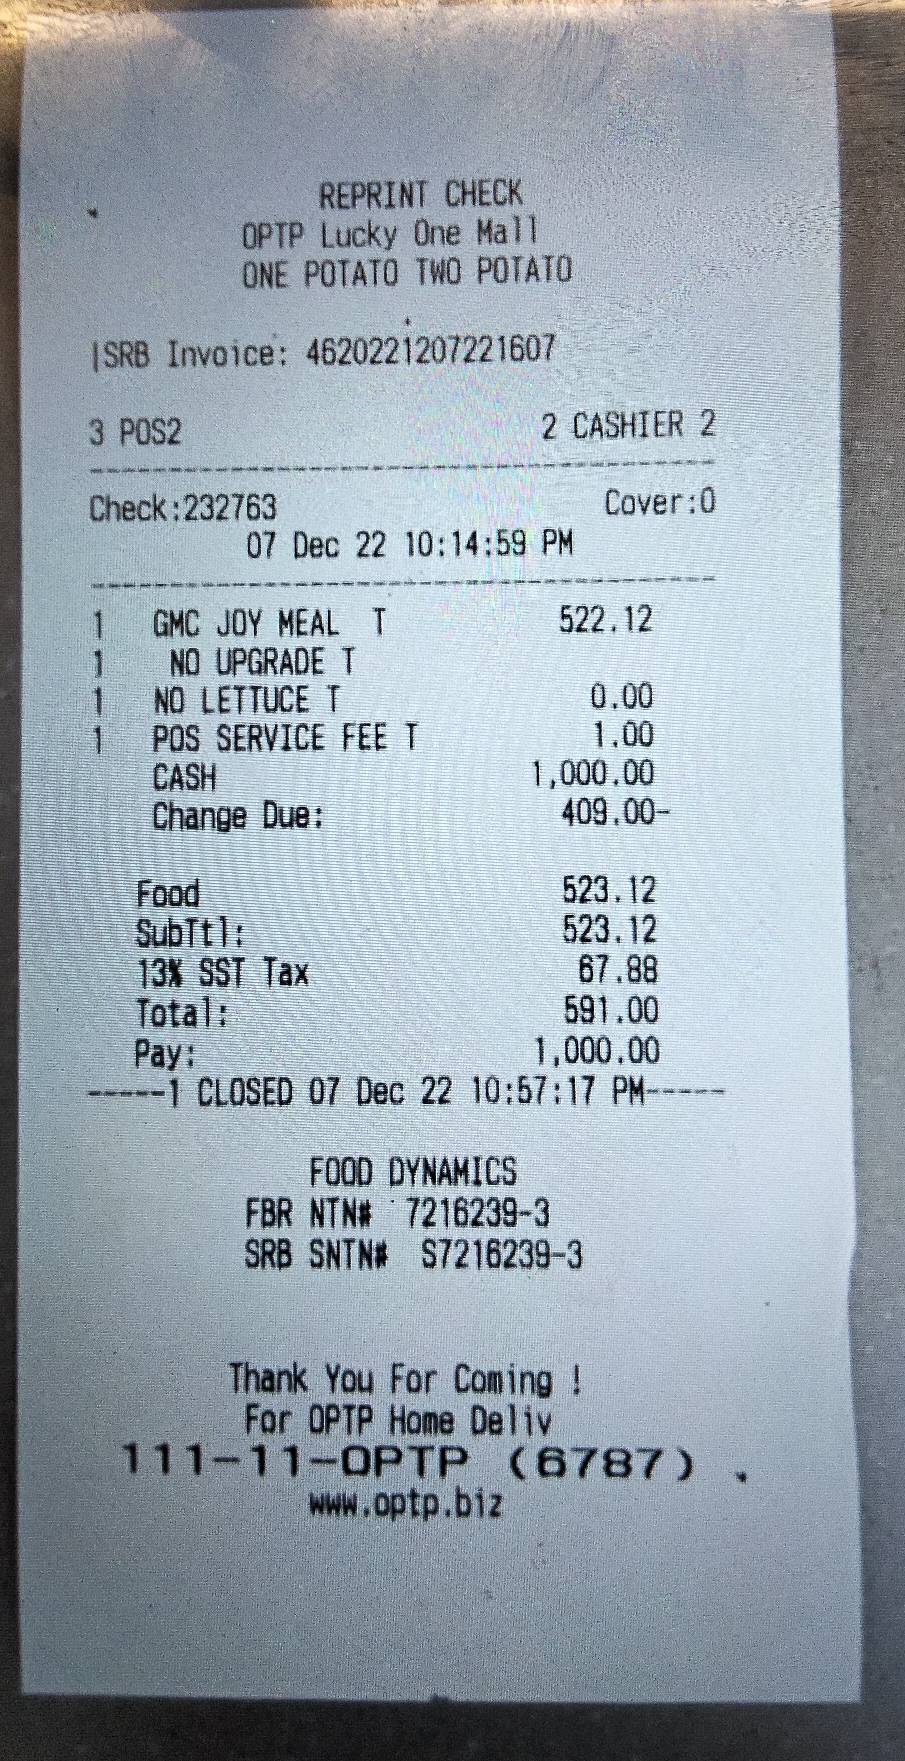 REPRINT CHECK
OPTP Lucky One Mall
ONE POTATO TWO POTATO
|SRB Invoice: 4620221207221607
3 POS2 2 CASHIER 2
--------------------------------------
Check:232763 Cover:0
07 Dec 22 10:14:59 PM
--------------------------------------
1 GMC JOY MEAL T 522.12
1 NO UPGRADE T
1 NO LETTUCE T 0.00
1 POS SERVICE FEE T 1.00
CASH 1,000.00
Change Due: 409.00-
Food 523.12
SubTtl: 523.12
13% SST Tax 67.88
Total: 591.00
Pay: 1,000.00
-----1 CLOSED 07 Dec 22 10:57:17 PM-----
FOOD DYNAMICS
FBR NTN# 7216239-3
SRB SNTN# S7216239-3
Thank You For Coming !
For OPTP Home Deliv
111-11-OPTP (6787) .
www.optp.biz